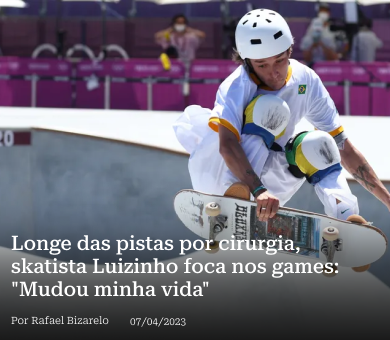 20
Longe das pistas por cirurgia,
skatista Luizinho foca nos games:
"Mudou minha vida"
Por Rafael Bizarelo 07/04/2023